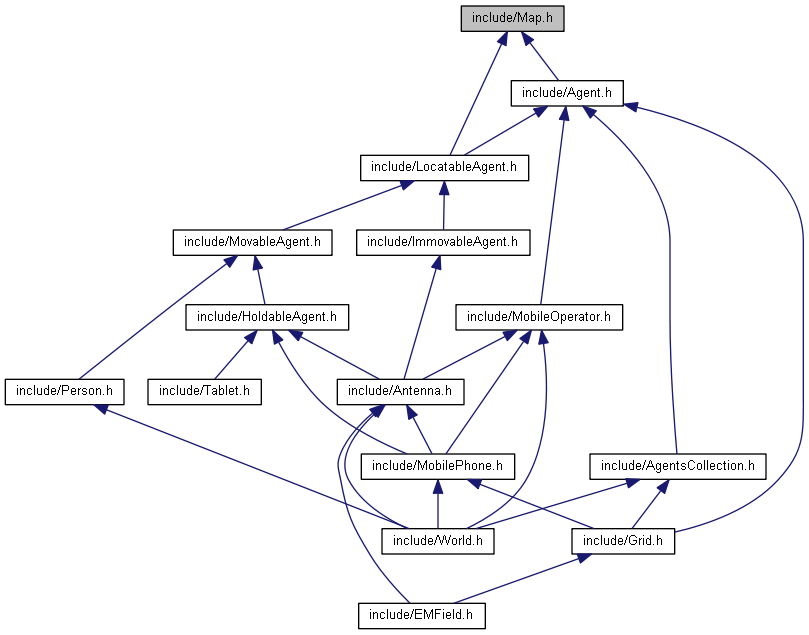 include/Map.h
include/Agent.h
include/LocatableAgent.h
include/MovableAgent.h
include/ImmovableAgent.h
include/HoldableAgent.h
include/MobileOperator.h
include/Person.h
include/Tablet.h
include/Antenna.h
include/MobilePhone.h
include/AgentsCollection.h
include/World.h
include/Grid.h
include/EMField.h